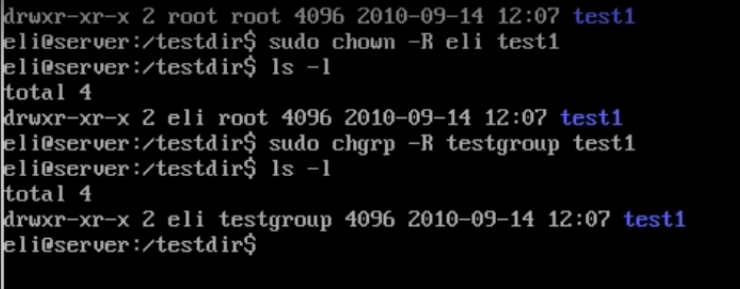 drwxr-xr-x 2 root root 4096 2010-09-14 12:07 test1
eli@server:/testdir$ sudo chown -R eli test1
eli@server:/testdir$ ls -l
total 4
drwxr-xr-x 2 eli root 4096 2010-09-14 12:07 test1
eli@server:/testdir$ sudo chgrp -R testgroup test1
eli@server:/testdir$ ls -l
total 4
drwxr-xr-x 2 eli testgroup 4096 2010-09-14 12:07 test1
eli@server:/testdir$